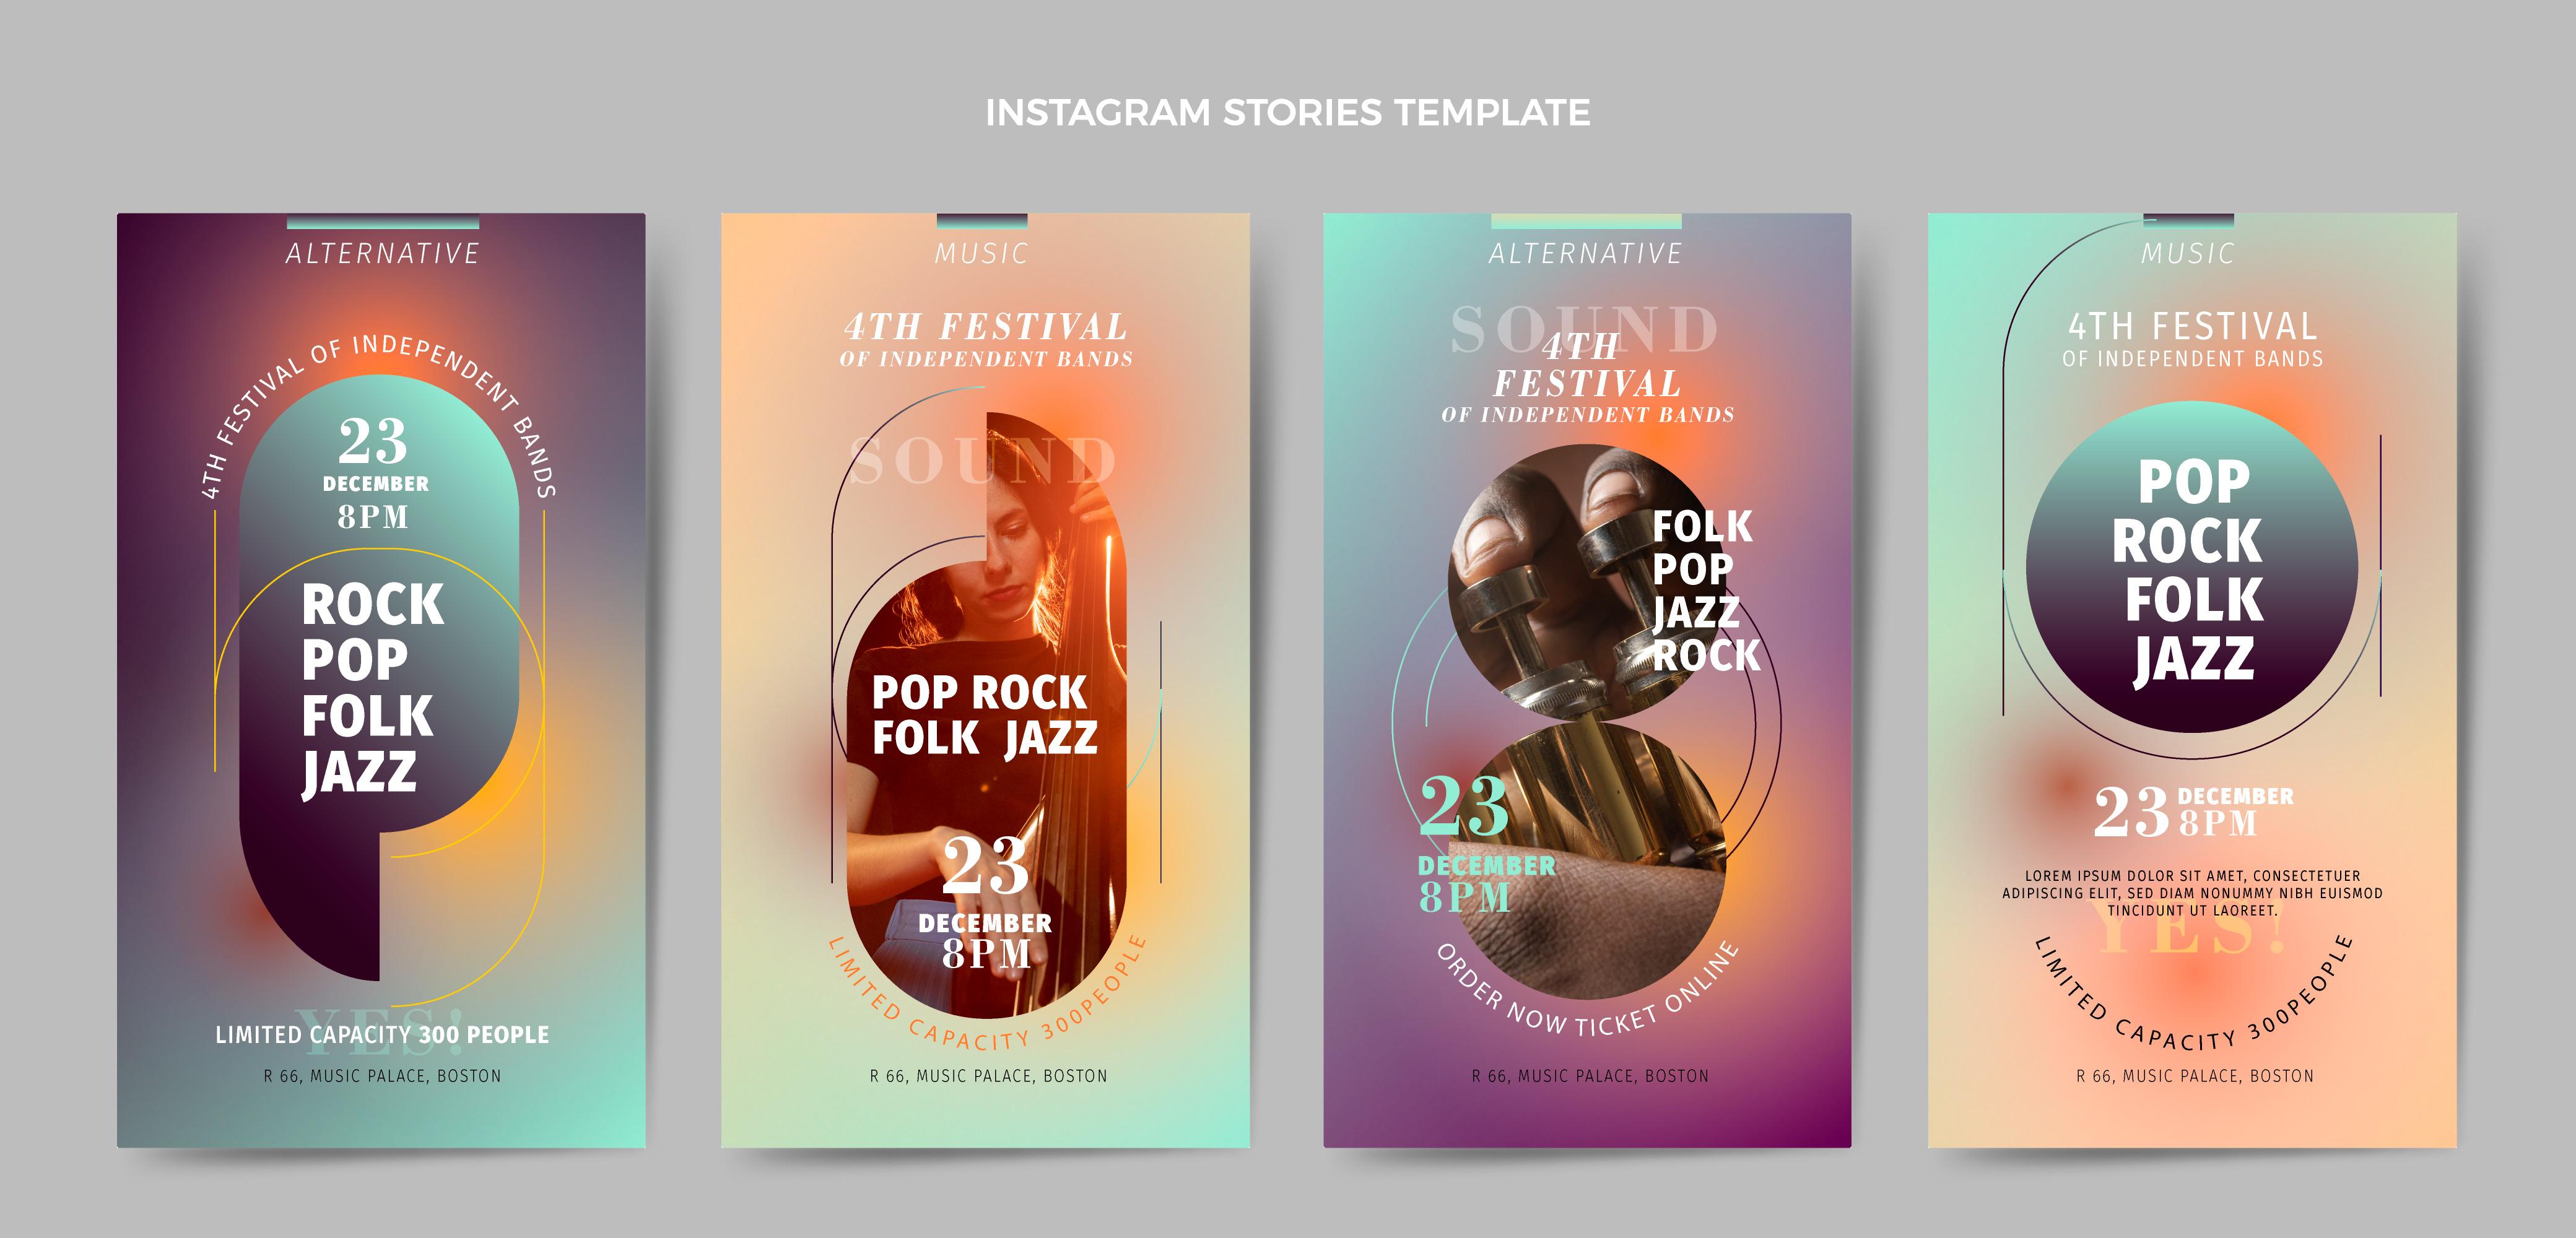 INSTAGRAM STORIES TEMPLATE
ALTERNATIVE
4TH FESTIVAL OF INDEPENDENT BANDS
23
DECEMBER
8PM
ROCK
POP
FOLK
JAZZ
YES!
LIMITED CAPACITY 300 PEOPLE
R 66, MUSIC PALACE, BOSTON
MUSIC
4TH FESTIVAL
OF INDEPENDENT BANDS
SOUND
POP ROCK
FOLK JAZZ
23
DECEMBER
8PM
LIMITED CAPACITY 300PEOPLE
R 66, MUSIC PALACE, BOSTON
ALTERNATIVE
SOUND
4TH
FESTIVAL
OF INDEPENDENT BANDS
FOLK
POP
JAZZ
ROCK
23
DECEMBER
8PM
ORDER NOW TICKET ONLINE
R 66, MUSIC PALACE, BOSTON
MUSIC
4TH FESTIVAL
OF INDEPENDENT BANDS
POP
ROCK
FOLK
JAZZ
23 DECEMBER
8PM
LOREM IPSUM DOLOR SIT AMET, CONSECTETUER
ADIPISCING ELIT, SED DIAM NONUMMY NIBH EUISMOD
TINCIDUNT UT LAOREET.
YES!
LIMITED CAPACITY 300PEOPLE
R 66, MUSIC PALACE, BOSTON